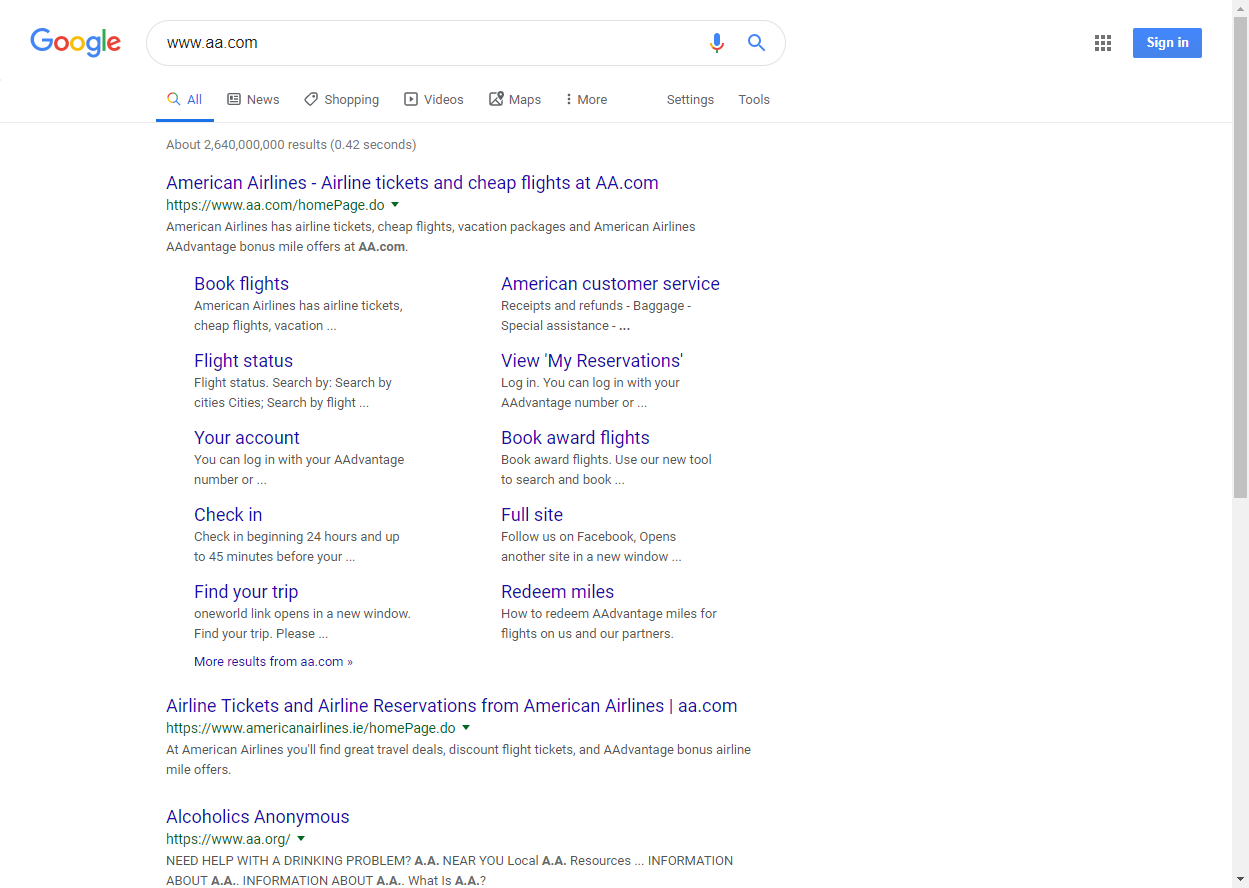 Google
www.aa.com
Sign in
All
News
Shopping
Videos
Maps
More
Settings
Tools
About 2,640,000,000 results (0.42 seconds)
American Airlines - Airline tickets and cheap flights at AA.com
https://www.aa.com/homePage.do
American Airlines has airline tickets, cheap flights, vacation packages and American Airlines
AAdvantage bonus mile offers at AA.com.
Book flights
American Airlines has airline tickets,
cheap flights, vacation ...
American customer service
Receipts and refunds - Baggage -
Special assistance - ...
Flight status
Flight status. Search by: Search by
cities Cities; Search by flight ...
View 'My Reservations'
Log in. You can log in with your
AAdvantage number or ...
Your account
You can log in with your AAdvantage
number or ...
Book award flights
Book award flights. Use our new tool
to search and book ...
Check in
Check in beginning 24 hours and up
to 45 minutes before your ...
Full site
Follow us on Facebook, Opens
another site in a new window ...
Find your trip
oneworld link opens in a new window.
Find your trip. Please ...
Redeem miles
How to redeem AAdvantage miles for
flights on us and our partners.
More results from aa.com »
Airline Tickets and Airline Reservations from American Airlines | aa.com
https://www.americanairlines.ie/homePage.do
At American Airlines you'll find great travel deals, discount flight tickets, and AAdvantage bonus airline
mile offers.
Alcoholics Anonymous
https://www.aa.org/
NEED HELP WITH A DRINKING PROBLEM? A.A. NEAR YOU Local A.A. Resources ... INFORMATION
ABOUT A.A.. INFORMATION ABOUT A.A.. What Is A.A.?